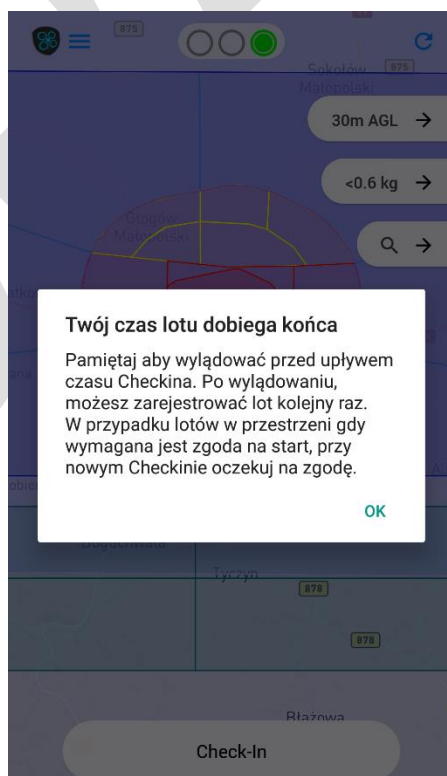 875
Sokołów
Małopolski
875
30m AGL
<0.6 kg
Głogów
Małopolski
Twój czas lotu dobiega końca
Pamiętaj aby wylądować przed upływem
czasu Checkina. Po wylądowaniu,
możesz zarejestrować lot kolejny raz.
W przypadku lotów w przestrzeni gdy
wymagana jest zgoda na start, przy
nowym Checkinie oczekuj na zgodę.
OK
Boguchwała
Tyczyn
878
878
Błażowa
Check-In